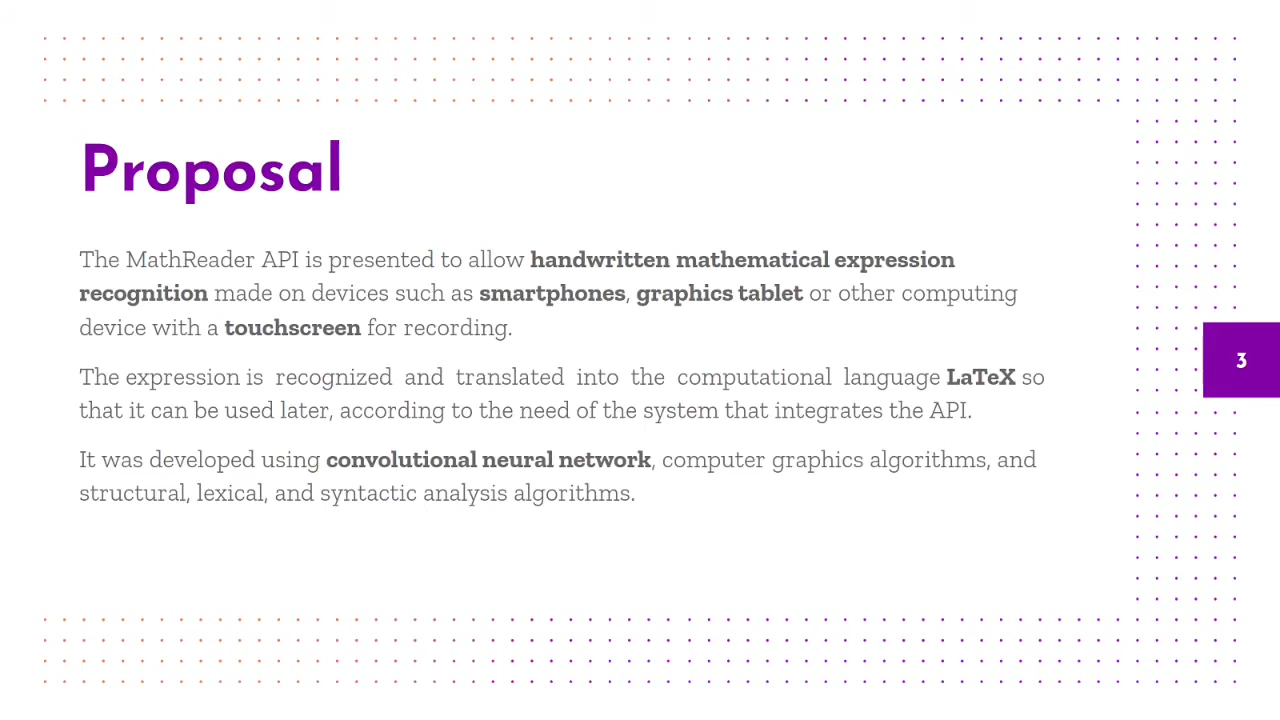 Proposal
The MathReader API is presented to allow handwritten mathematical expression
recognition made on devices such as smartphones, graphics tablet or other computing
device with a touchscreen for recording.
The expression is recognized and translated into the computational language LaTeX so
that it can be used later, according to the need of the system that integrates the API.
It was developed using convolutional neural network, computer graphics algorithms, and
structural, lexical, and syntactic analysis algorithms.
3